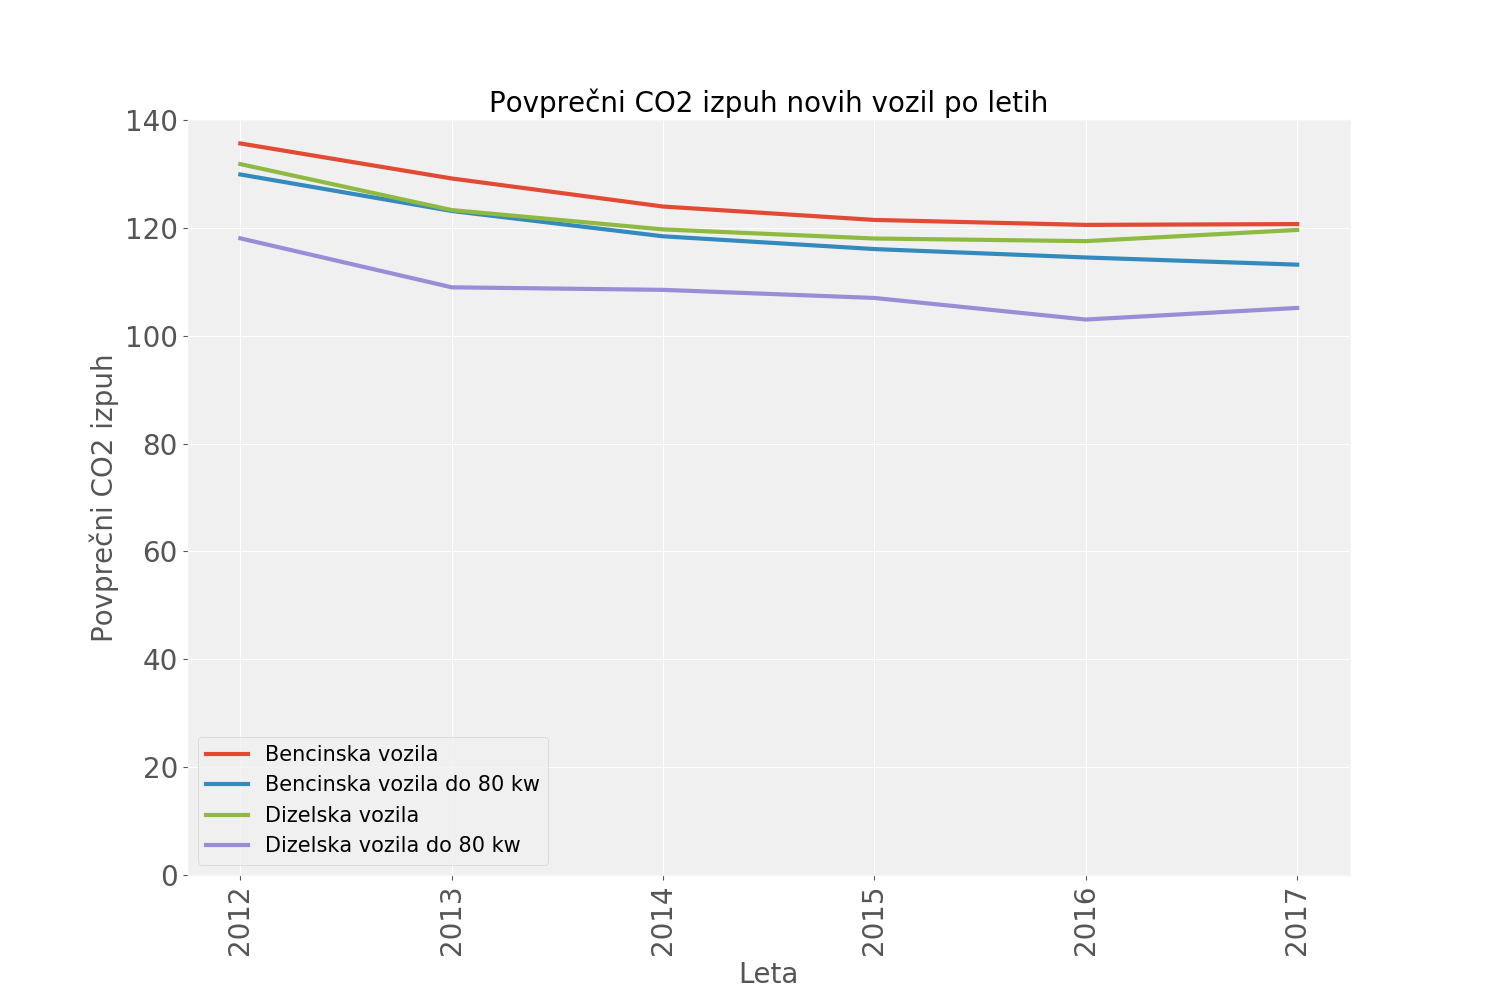 Povprečni CO2 izpuh novih vozil po letih
140
120
100
80
60
40
20
0
Povprečni CO2 izpuh
Bencinska vozila
Bencinska vozila do 80 kw
Dizelska vozila
Dizelska vozila do 80 kw
2012
2013
2014
2015
2016
2017
Leta